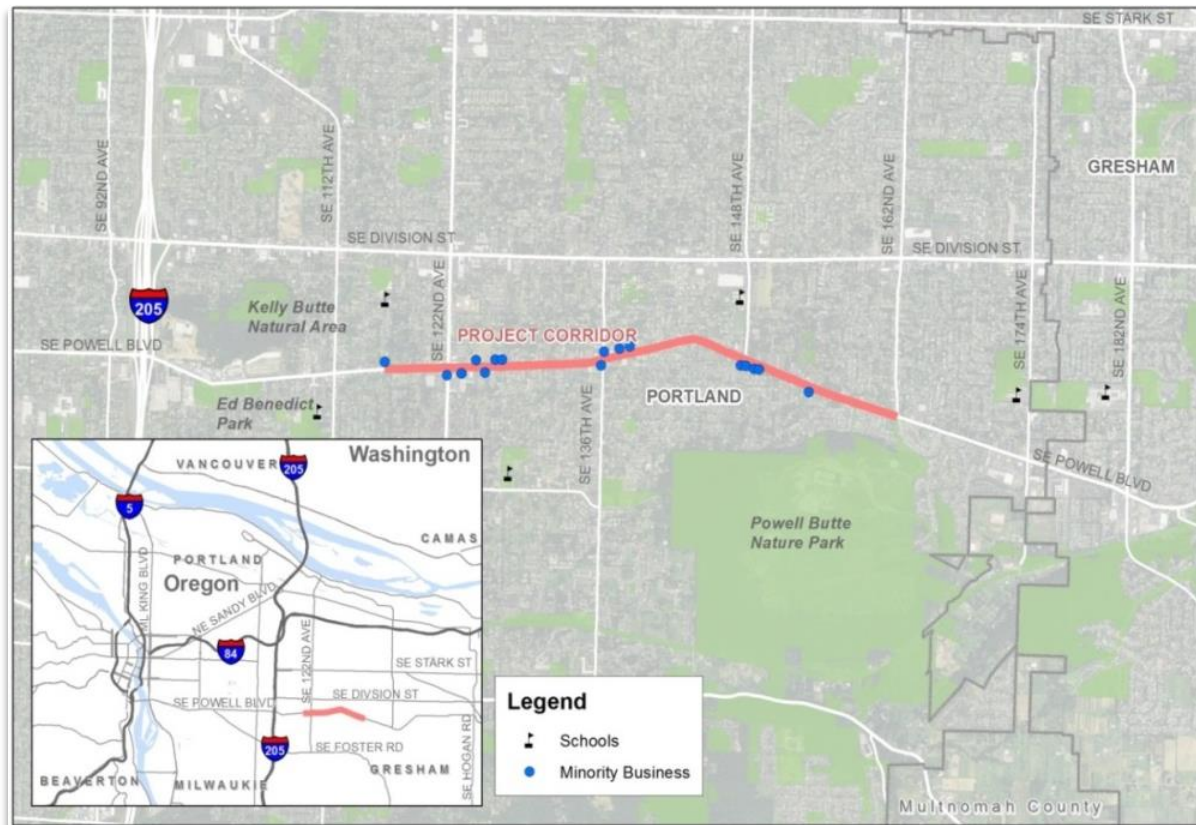 SE STARK ST
GRESHAM
SE 92ND AVE
SE 112TH AVE
SE 148TH AVE
SE 162ND AVE
SE DIVISION ST
SE DIVISION ST
205
Kelly Butte
Natural Area
SE 122ND AVE
PROJECT CORRIDOR
SE 174TH AVE
SE 182ND AVE
SE POWELL BLVD
Ed Benedict
Park
SE 136TH AVE
PORTLAND
SE POWELL BLVD
Powell Butte
Nature Park
Multnomah County
Washington
VANCOUVER
205
5
CAMAS
PORTLAND
Oregon
ML KING BLVD
NE SANDY BLVD
84
SE 122ND AVE
SE STARK ST
SE POWELL BLVD
SE DIVSION ST
205
SE FOSTER RD
SE HOGAN RD
GRESHAM
BEAVERTON
MILWAUKIE
Legend
Schools
Minority Business